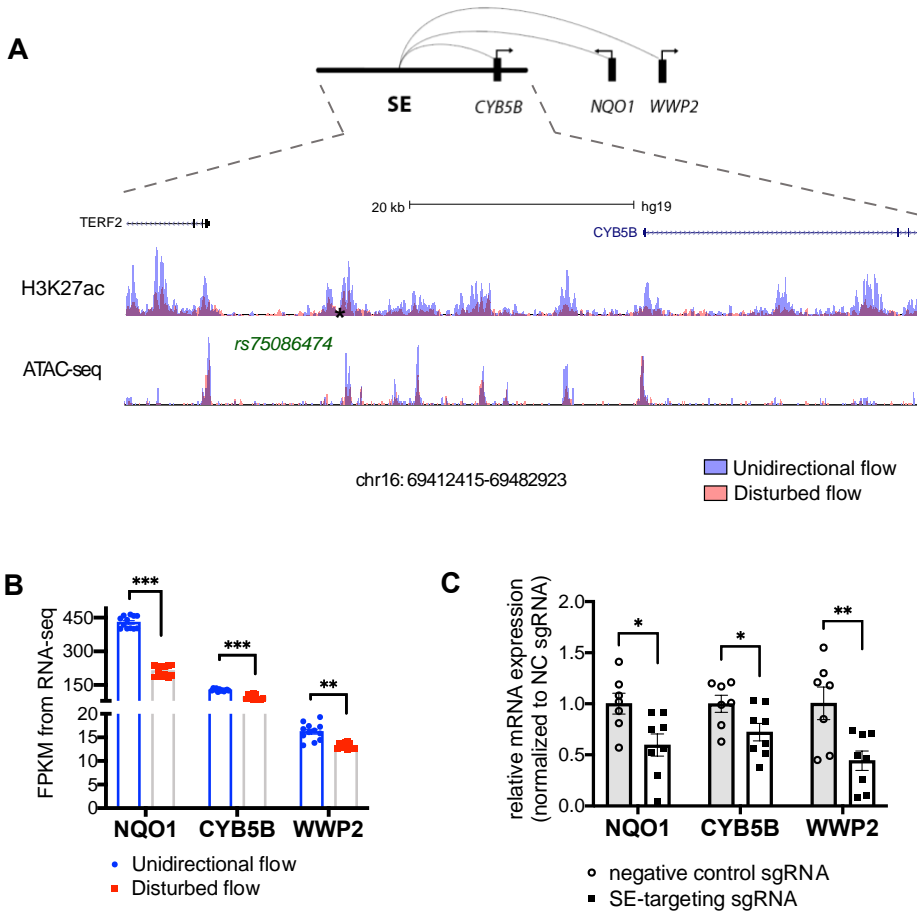 A
SE
CYB5B
NQO1
WWP2
20 kb
hg19
TERF2
CYB5B
H3K27ac
*
rs75086474
ATAC-seq
chr16: 69412415-69482923
Unidirectional flow
Disturbed flow
B
FPKM from RNA-seq
450
300
150
20
15
10
5
0
***
***
**
NQO1 CYB5B WWP2
Unidirectional flow
Disturbed flow
C
relative mRNA expression
(normalized to NC sgRNA)
2.0
1.5
1.0
0.5
0.0
*
*
**
NQO1 CYB5B WWP2
negative control sgRNA
SE-targeting sgRNA